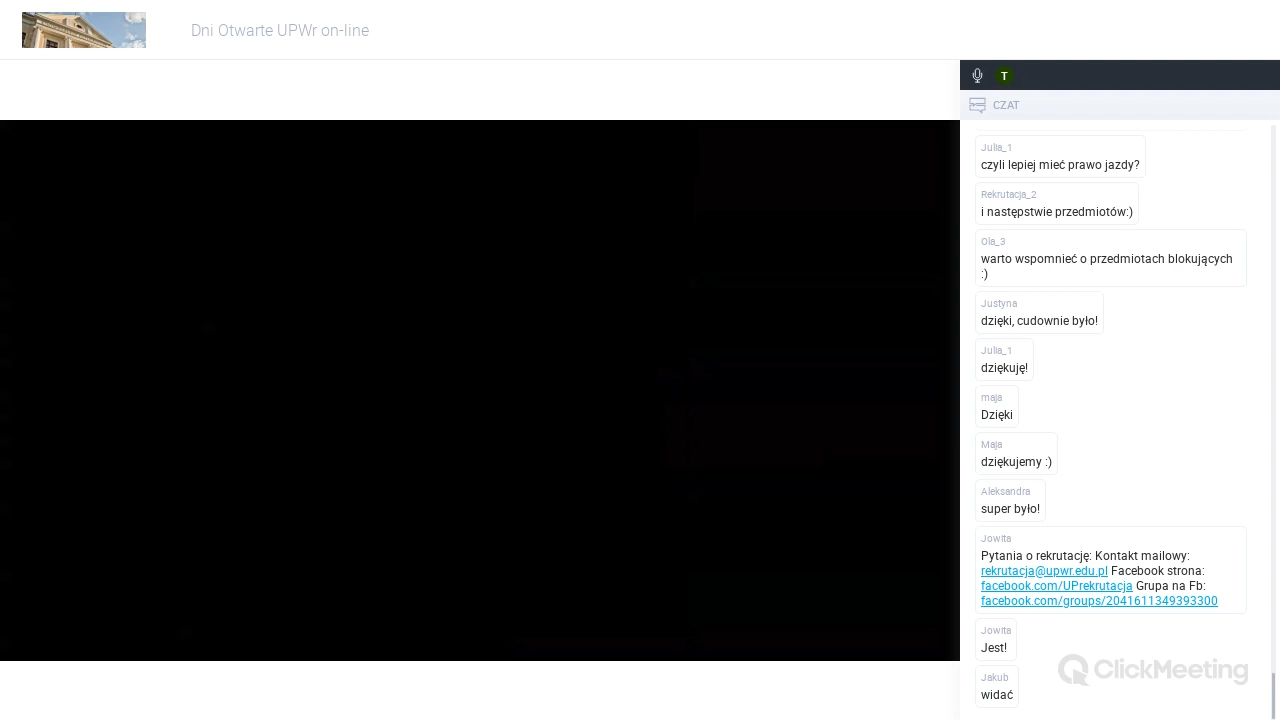 Dni Otwarte UPWr on-line
T
CZAT
Julia_1
czyli lepiej mieć prawo jazdy?
Rekrutacja_2
i następstwie przedmiotów:)
Ola_3
warto wspomnieć o przedmiotach blokujących
:)
Justyna
dzięki, cudownie było!
Julia_1
dziękuję!
maja
Dzięki
Maja
dziękujemy :)
Aleksandra
super było!
Jowita
Pytania o rekrutację: Kontakt mailowy:
rekrutacja@upwr.edu.pl Facebook strona:
facebook.com/UPrekrutacja Grupa na Fb:
facebook.com/groups/2041611349393300
Jowita
Jest!
Jakub
widać
ClickMeeting